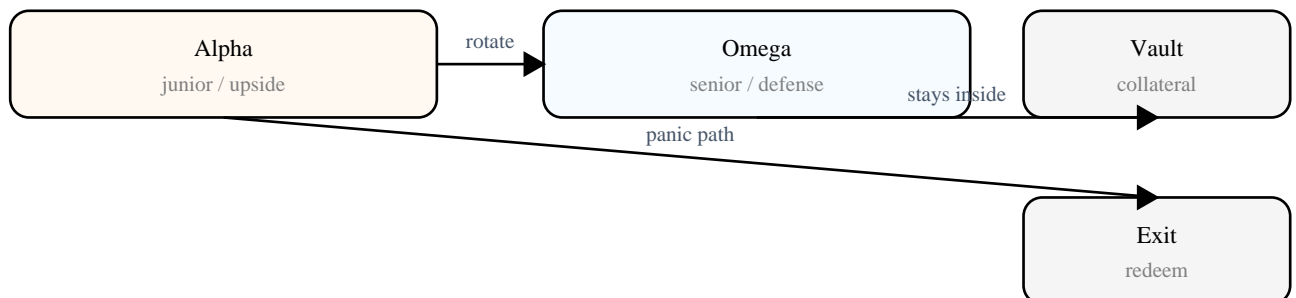 Alpha
junior / upside
rotate
Omega
senior / defense
stays inside
Vault
collateral
panic path
Exit
redeem